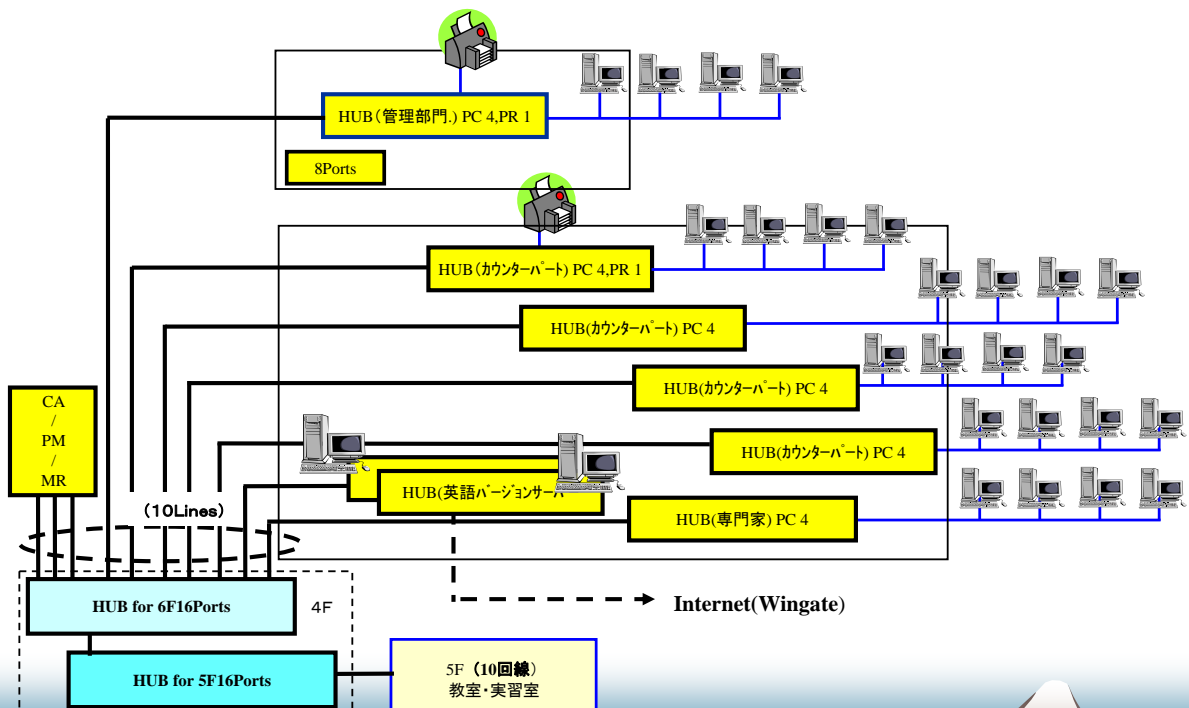 HUB(管理部門.) PC 4,PR 1
8Ports
HUB(ｶｳﾝﾀｰﾊﾟｰﾄ) PC 4,PR 1
HUB(ｶｳﾝﾀｰﾊﾟｰﾄ) PC 4
HUB(ｶｳﾝﾀｰﾊﾟｰﾄ) PC 4
CA
/
PM
/
MR
HUB(ｶｳﾝﾀｰﾊﾟｰﾄ) PC 4
HUB(英語ﾊﾞｰｼﾞｮﾝｻｰﾊﾞ
(10Lines)
HUB(専門家) PC 4
HUB for 6F16Ports
4F
Internet(Wingate)
HUB for 5F16Ports
5F (10回線)
教室・実習室